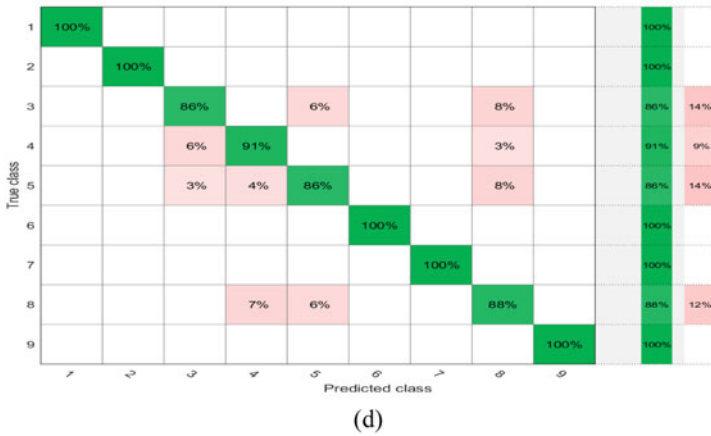 1 100% 100%
2 100% 100%
3 86% 6% 8% 86% 14%
4 6% 91% 3% 91% 9%
5 3% 4% 86% 8% 86% 14%
6 100% 100%
7 100% 100%
8 7% 6% 88% 88% 12%
9 100% 100%
True class
1 2 3 4 5 6 7 8 9
Predicted class
(d)